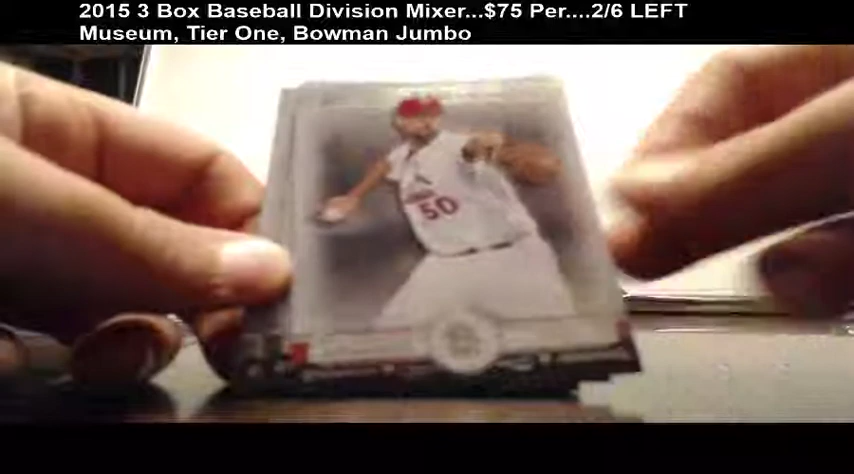 2015 3 Box Baseball Division Mixer...$75 Per....2/6 LEFT
Museum, Tier One, Bowman Jumbo
50